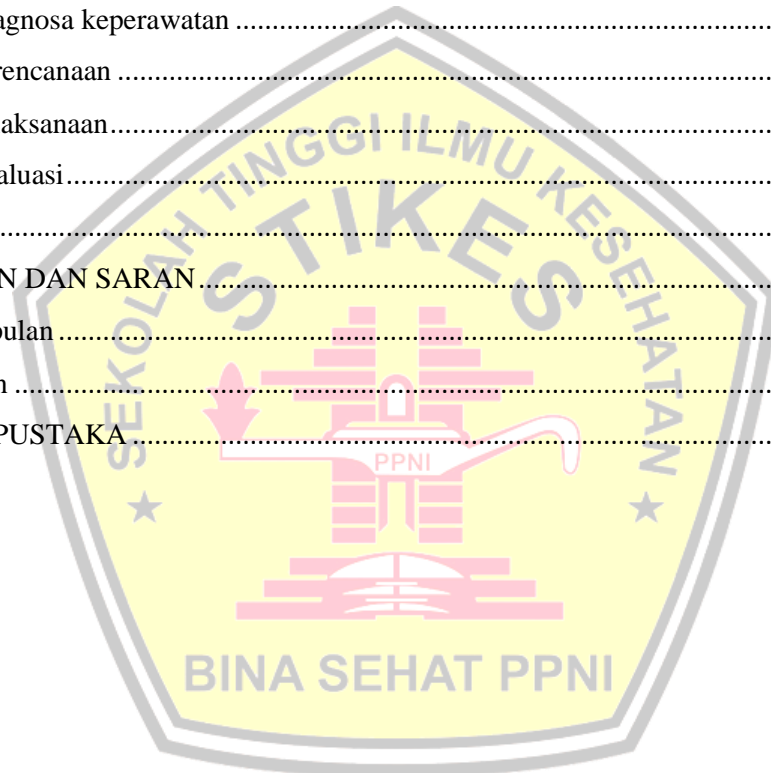 agnosa keperawatan ........................................................................
rencanaan ........................................................................
aksanaan........................................................................
aluasi........................................................................
........................................................................
N DAN SARAN........................................................................
pulan ........................................................................
n ........................................................................
PUSTAKA ........................................................................
SEKOLAH TINGGI ILMU KESEHATAN
STIKES
PPNI
BINA SEHAT PPNI